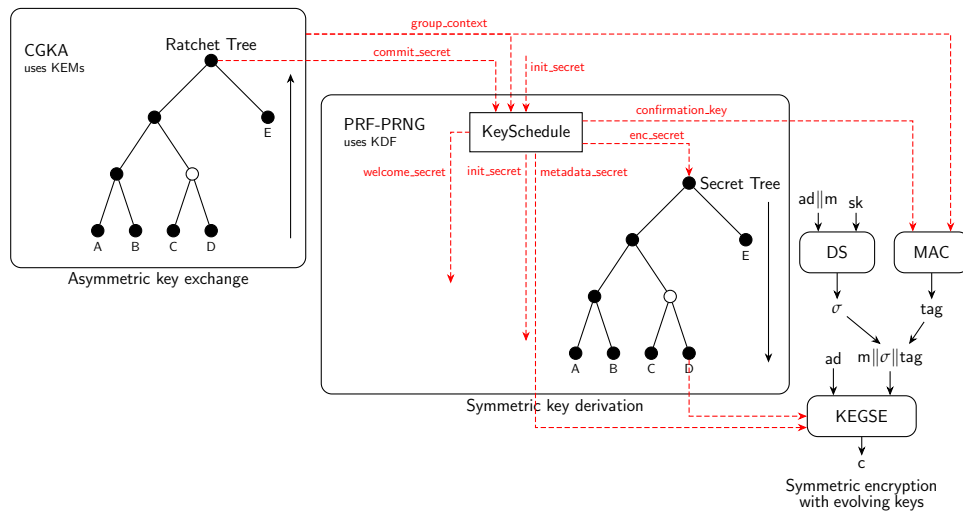 CGKA
uses KEMs
Ratchet Tree
E
A
B
C
D
Asymmetric key exchange
group_context
commit_secret
init_secret
PRF-PRNG
uses KDF
KeySchedule
confirmation_key
enc_secret
welcome_secret
init_secret
metadata_secret
Secret Tree
E
A
B
C
D
Symmetric key derivation
ad∥m
sk
DS
MAC
σ
tag
ad
m∥σ∥tag
KEGSE
c
Symmetric encryption
with evolving keys